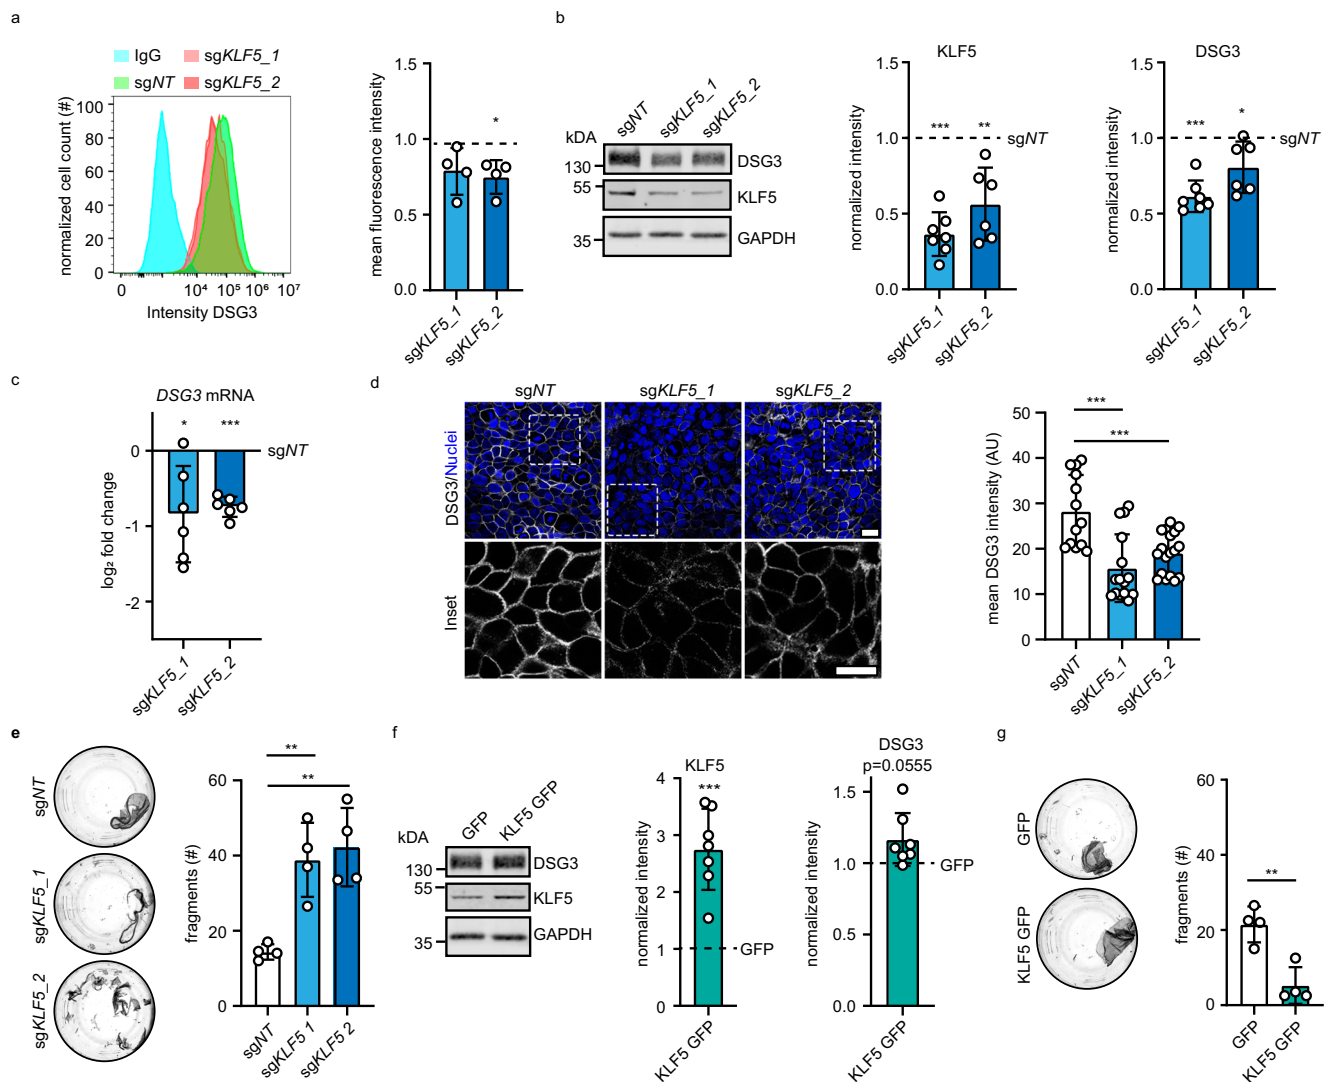 a
IgG
sgKLF5_1
sgNT
sgKLF5_2
normalized cell count (#)
100
80
60
40
20
0
0
10⁴
10⁵
10⁶
10⁷
Intensity DSG3
mean fluorescence intensity
1.5
1.0
0.5
0.0
*
sgKLF5_1
sgKLF5_2
b
kDA
sgNT
sgKLF5_1
sgKLF5_2
130
DSG3
55
KLF5
35
GAPDH
KLF5
normalized intensity
1.5
1.0
0.5
0.0
***
**
sgNT
sgKLF5_1
sgKLF5_2
DSG3
normalized intensity
1.5
1.0
0.5
0.0
***
*
sgNT
sgKLF5_1
sgKLF5_2
c
DSG3 mRNA
*
***
log₂ fold change
0
-1
-2
sgNT
sgKLF5_1
sgKLF5_2
d
sgNT
sgKLF5_1
sgKLF5_2
DSG3/Nuclei
Inset
mean DSG3 intensity (AU)
50
40
30
20
10
0
***
***
sgNT
sgKLF5_1
sgKLF5_2
e
sgNT
sgKLF5_1
sgKLF5_2
fragments (#)
60
40
20
0
**
**
sgNT
sgKLF5 1
sgKLF5 2
f
kDA
GFP
KLF5 GFP
130
DSG3
55
KLF5
35
GAPDH
KLF5
normalized intensity
4
3
2
1
0
***
GFP
KLF5 GFP
DSG3
p=0.0555
normalized intensity
1.5
1.0
0.5
0.0
GFP
KLF5 GFP
g
GFP
KLF5 GFP
fragments (#)
60
40
20
0
**
GFP
KLF5 GFP